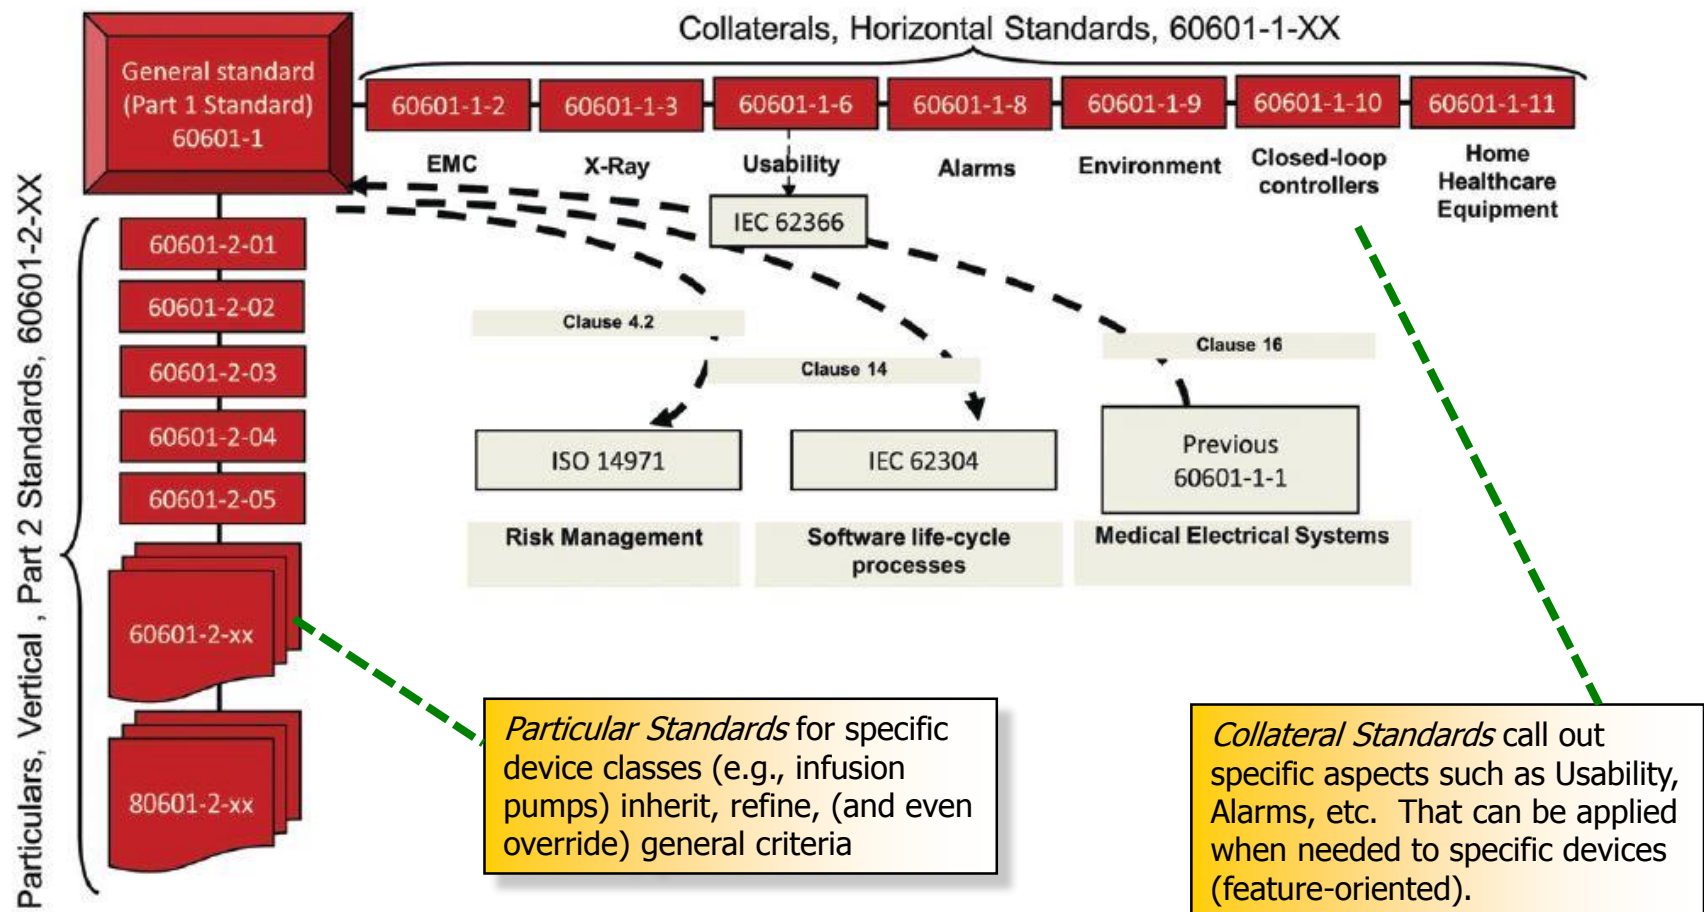 Collaterals, Horizontal Standards, 60601-1-XX
General standard
(Part 1 Standard)
60601-1
60601-1-2
60601-1-3
60601-1-6
60601-1-8
60601-1-9
60601-1-10
60601-1-11
EMC
X-Ray
Usability
Alarms
Environment
Closed-loop
controllers
Home
Healthcare
Equipment
IEC 62366
Particulars, Vertical , Part 2 Standards, 60601-2-XX
60601-2-01
60601-2-02
60601-2-03
60601-2-04
60601-2-05
60601-2-xx
80601-2-xx
Clause 4.2
Clause 14
Clause 16
ISO 14971
IEC 62304
Previous
60601-1-1
Risk Management
Software life-cycle
processes
Medical Electrical Systems
Particular Standards for specific
device classes (e.g., infusion
pumps) inherit, refine, (and even
override) general criteria
Collateral Standards call out
specific aspects such as Usability,
Alarms, etc.  That can be applied
when needed to specific devices
(feature-oriented).